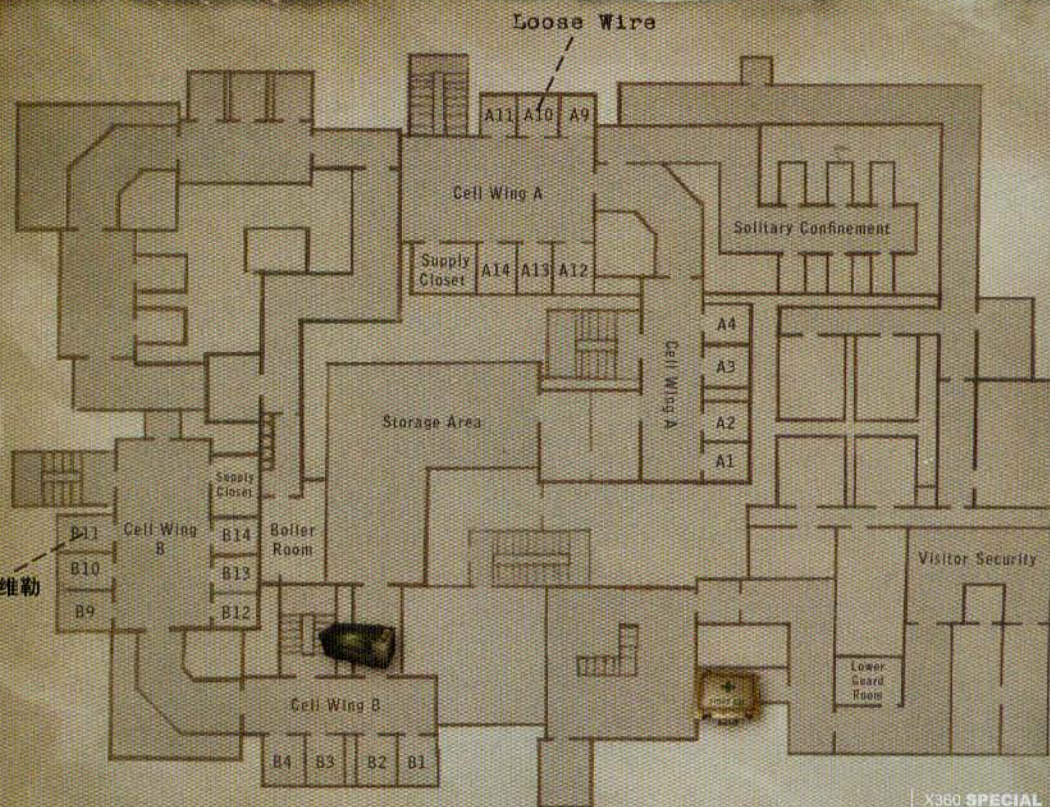 Loose Wire
A11 A10 A9
Cell Wing A
Solitary Confinement
Supply
Closet
A14 A13 A12
A4
A3
Cell Wing A
A2
A1
Storage Area
Supply
Closet
B11
Cell Wing
B
B14
Boiler
Room
B10
B13
B9
B12
维勒
Visitor Security
Lower
Guard
Room
Cell Wing B
B4 B3 B2 B1
X360 SPECIAL